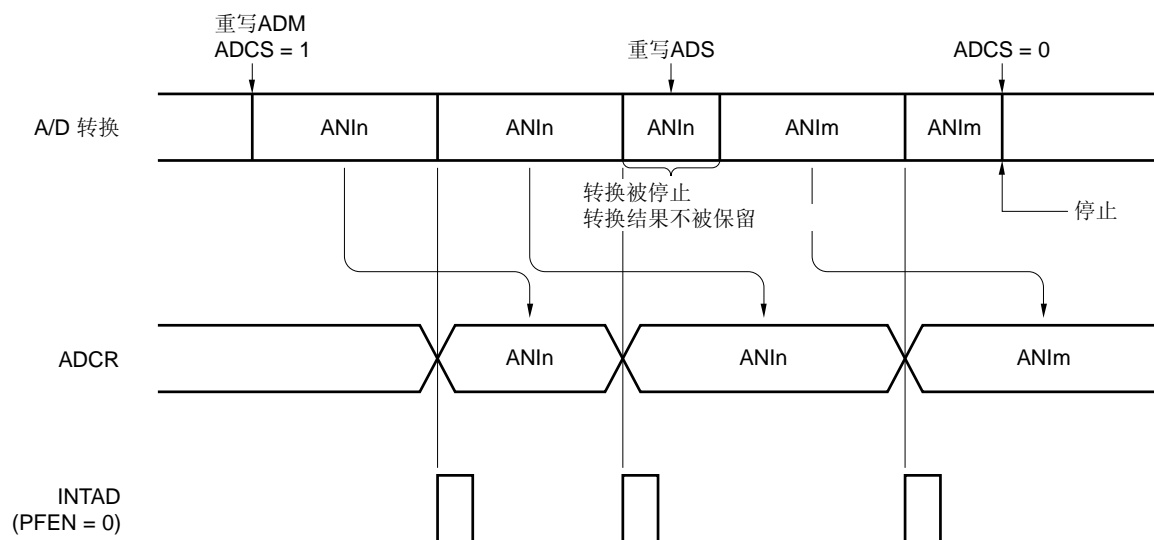 重写ADM
ADCS = 1
重写ADS
ADCS = 0
A/D 转换
ANIn
ANIn
ANIn
ANIm
ANIm
转换被停止
转换结果不被保留
停止
ADCR
ANIn
ANIn
ANIm
INTAD
(PFEN = 0)